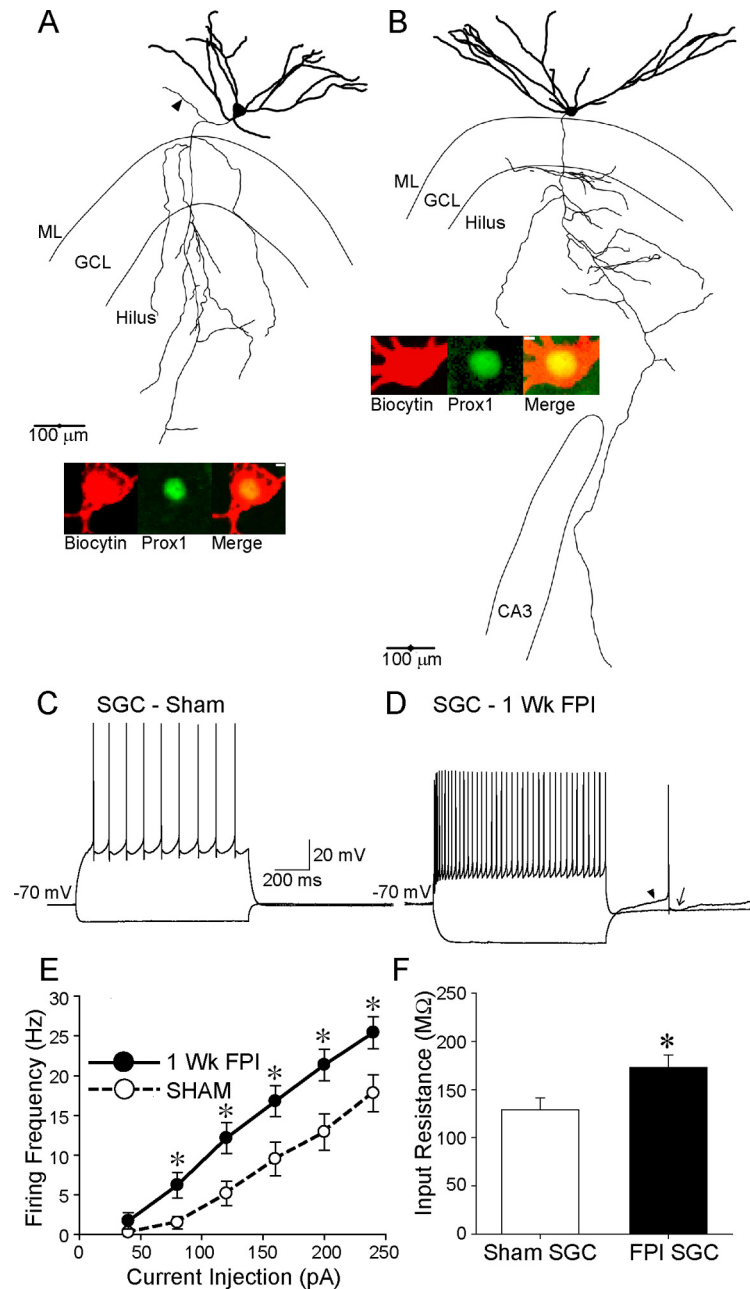 A
B
ML
GCL
Hilus
ML
GCL
Hilus
100 µm
Biocytin Prox1 Merge
Biocytin Prox1 Merge
CA3
100 µm
C SGC - Sham
D SGC - 1 Wk FPI
20 mV
200 ms
-70 mV
-70 mV
E
Firing Frequency (Hz)
30
25
20
15
10
5
0
1 Wk FPI
SHAM
* * * * * *
0 50 100 150 200 250
Current Injection (pA)
F
Input Resistance (MΩ)
250
200
150
100
50
0
*
Sham SGC FPI SGC